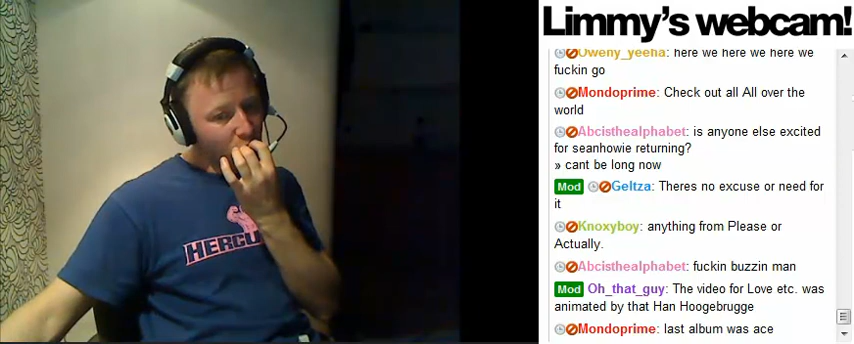 Limmy's webcam!
Oweny_yeeha: here we here we here we
fuckin go
Mondoprime: Check out all All over the
world
Abcisthealphabet: is anyone else excited
for seanhowie returning?
» cant be long now
Mod Geltza: Theres no excuse or need for
it
Knoxyboy: anything from Please or
Actually.
Abcisthealphabet: fuckin buzzin man
Mod Oh_that_guy: The video for Love etc. was
animated by that Han Hoogebrugge
Mondoprime: last album was ace